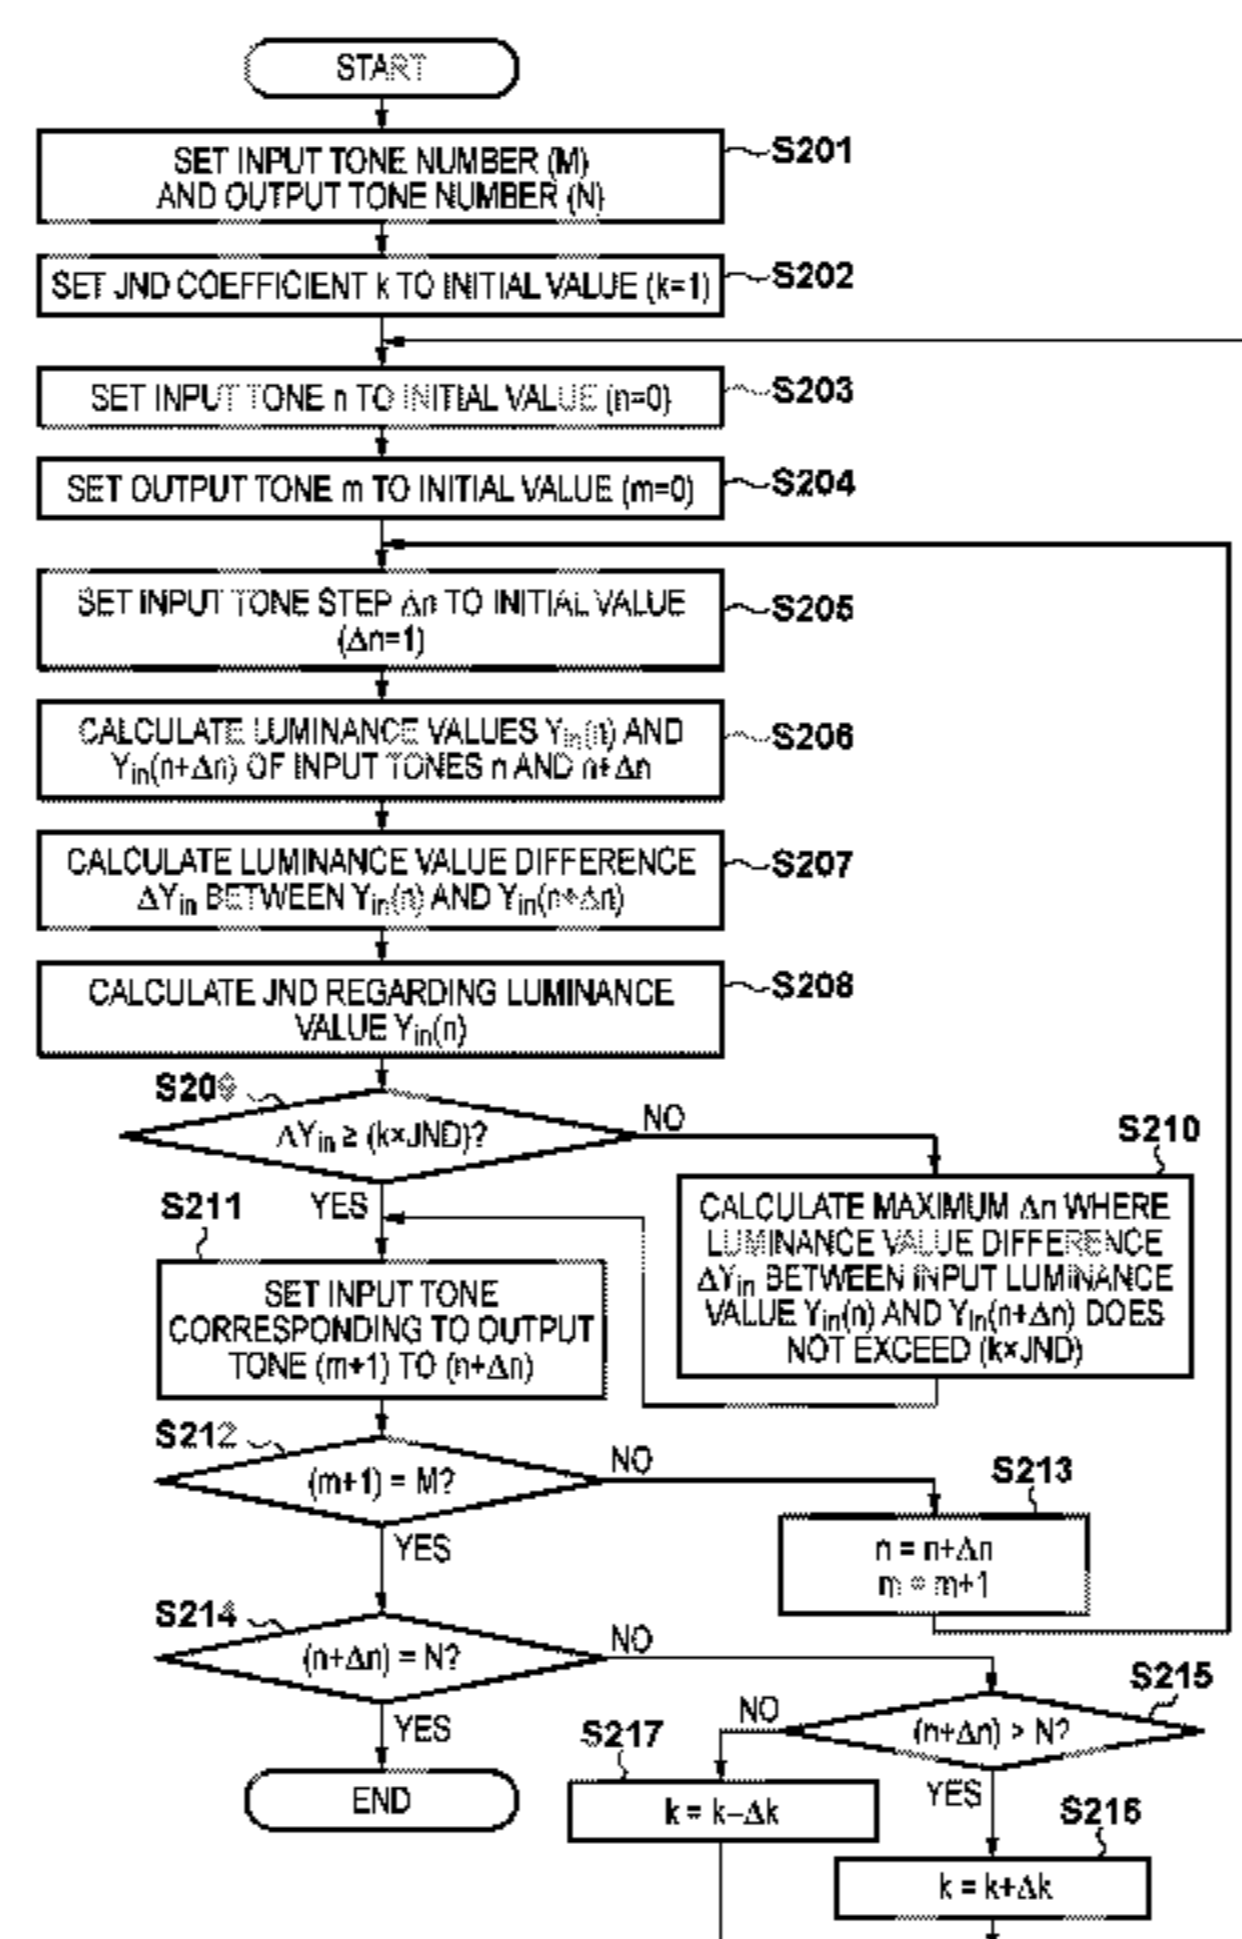 START
SET INPUT TONE NUMBER (M)
AND OUTPUT TONE NUMBER (N)
S201
SET JND COEFFICIENT k TO INITIAL VALUE (k=1)
S202
SET INPUT TONE n TO INITIAL VALUE (n=0)
S203
SET OUTPUT TONE m TO INITIAL VALUE (m=0)
S204
SET INPUT TONE STEP Δn TO INITIAL VALUE
(Δn=1)
S205
CALCULATE LUMINANCE VALUES Yin(n) AND
Yin(n+Δn) OF INPUT TONES n AND n+Δn
S206
CALCULATE LUMINANCE VALUE DIFFERENCE
ΔYin BETWEEN Yin(n) AND Yin(n+Δn)
S207
CALCULATE JND REGARDING LUMINANCE
VALUE Yin(n)
S208
S209
ΔYin ≥ (k×JND)?
NO
YES
S210
CALCULATE MAXIMUM Δn WHERE
LUMINANCE VALUE DIFFERENCE
ΔYin BETWEEN INPUT LUMINANCE
VALUE Yin(n) AND Yin(n+Δn) DOES
NOT EXCEED (k×JND)
S211
SET INPUT TONE
CORRESPONDING TO OUTPUT
TONE (m+1) TO (n+Δn)
S212
(m+1) = M?
NO
YES
S213
n = n+Δn
m = m+1
S214
(n+Δn) = N?
NO
YES
END
S215
(n+Δn) > N?
NO
YES
S217
k = k−Δk
S216
k = k+Δk